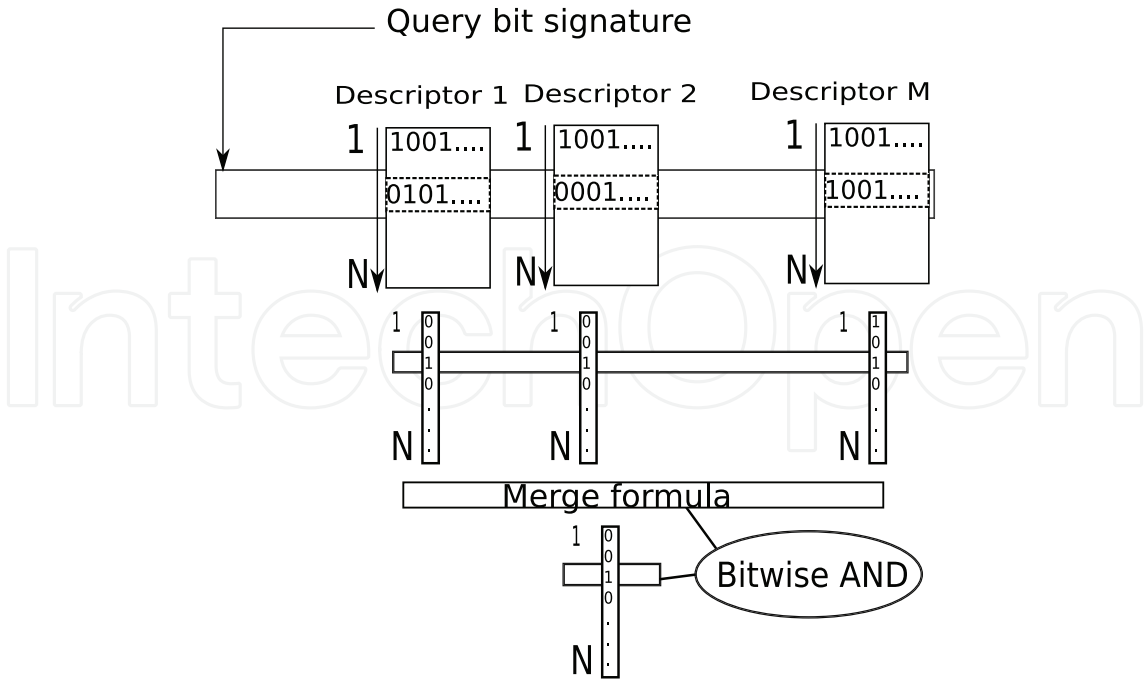 Query bit signature
Descriptor 1 Descriptor 2 Descriptor M
1 1001.... 1 1001.... 1 1001....
0101.... 0001.... 1001....
N N N
1 0 1 0 1 1
0 0 0
1 1 1
0 0 0
. . .
. . .
N . N . N .
Merge formula
1 0
0
1 Bitwise AND
0
.
.
N .
IntechOpen